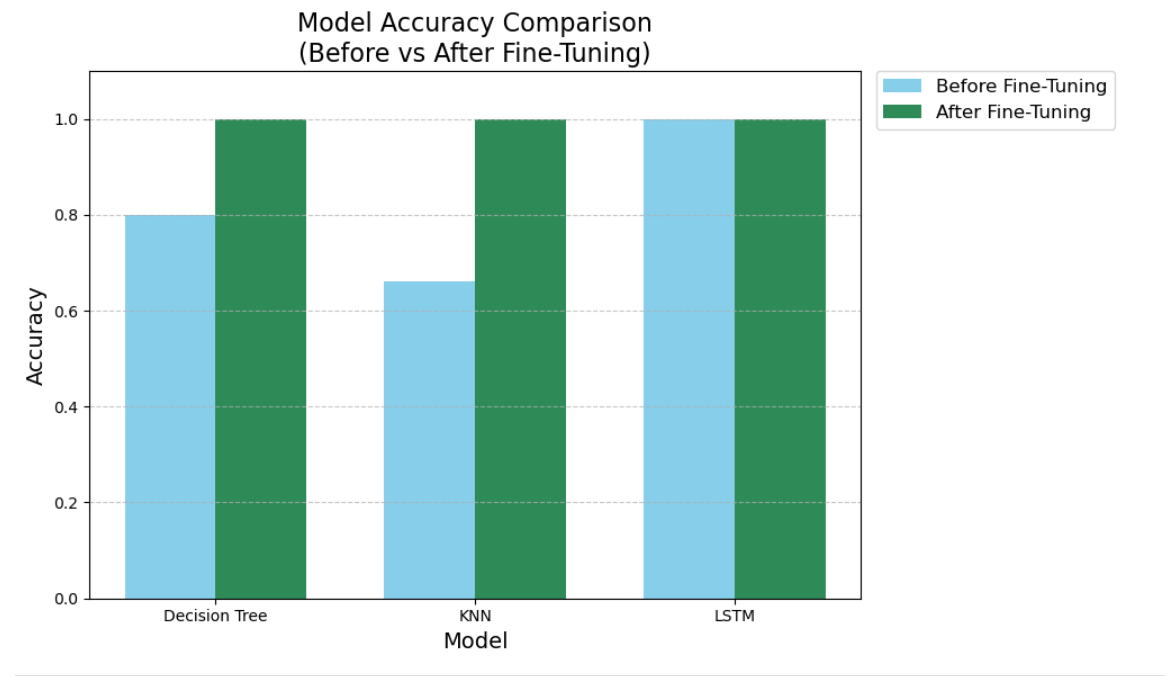 Model Accuracy Comparison
(Before vs After Fine-Tuning)
Before Fine-Tuning
After Fine-Tuning
1.0
0.8
0.6
0.4
0.2
0.0
Accuracy
Decision Tree
KNN
LSTM
Model